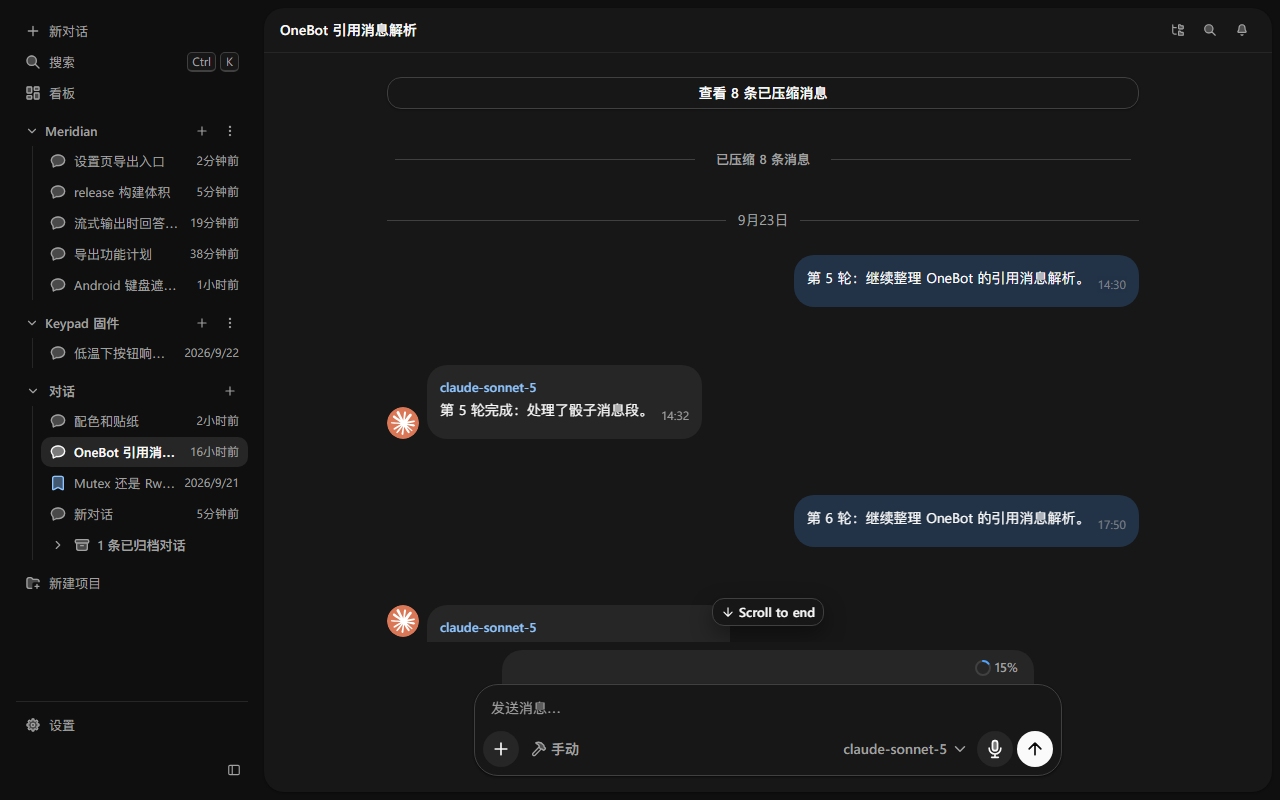 新对话
搜索 Ctrl K
看板
Meridian
设置页导出入口 2分钟前
release 构建体积 5分钟前
流式输出时回答… 19分钟前
导出功能计划 38分钟前
Android 键盘遮… 1小时前
Keypad 固件
低温下按钮响… 2026/9/22
对话
配色和贴纸 2小时前
OneBot 引用消… 16小时前
Mutex 还是 Rw… 2026/9/21
新对话 5分钟前
1 条已归档对话
新建项目
设置
OneBot 引用消息解析
查看 8 条已压缩消息
已压缩 8 条消息
9月23日
第 5 轮：继续整理 OneBot 的引用消息解析。 14:30
claude-sonnet-5
第 5 轮完成：处理了骰子消息段。 14:32
第 6 轮：继续整理 OneBot 的引用消息解析。 17:50
Scroll to end
claude-sonnet-5
15%
发送消息…
手动 claude-sonnet-5